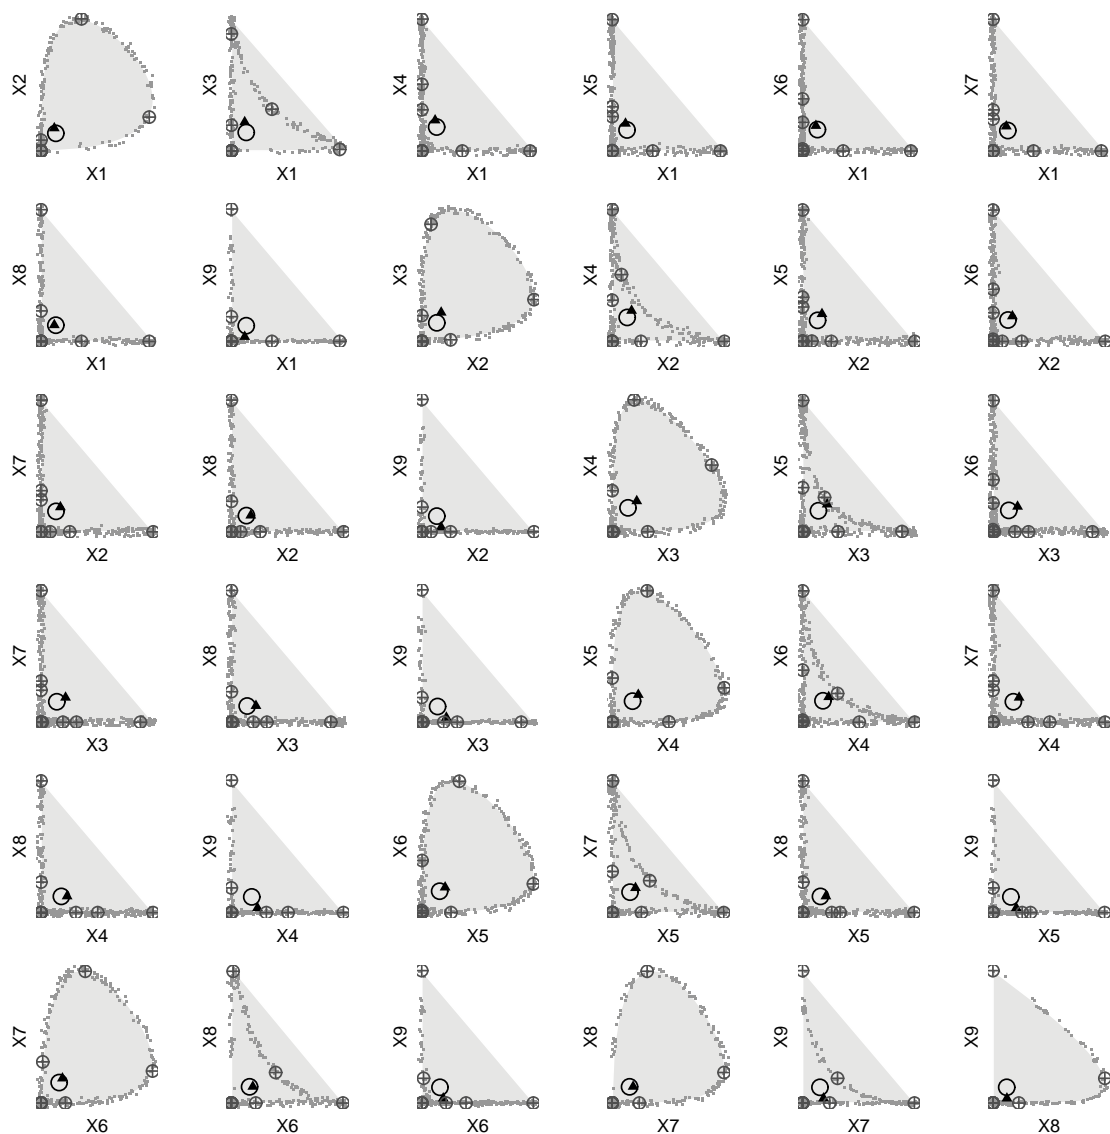 X2 X3 X4 X5 X6 X7
X1 X1 X1 X1 X1 X1
X8 X9 X3 X4 X5 X6
X1 X1 X2 X2 X2 X2
X7 X8 X9 X4 X5 X6
X2 X2 X2 X3 X3 X3
X7 X8 X9 X5 X6 X7
X3 X3 X3 X4 X4 X4
X8 X9 X6 X7 X8 X9
X4 X4 X5 X5 X5 X5
X7 X8 X9 X8 X9 X9
X6 X6 X6 X7 X7 X8